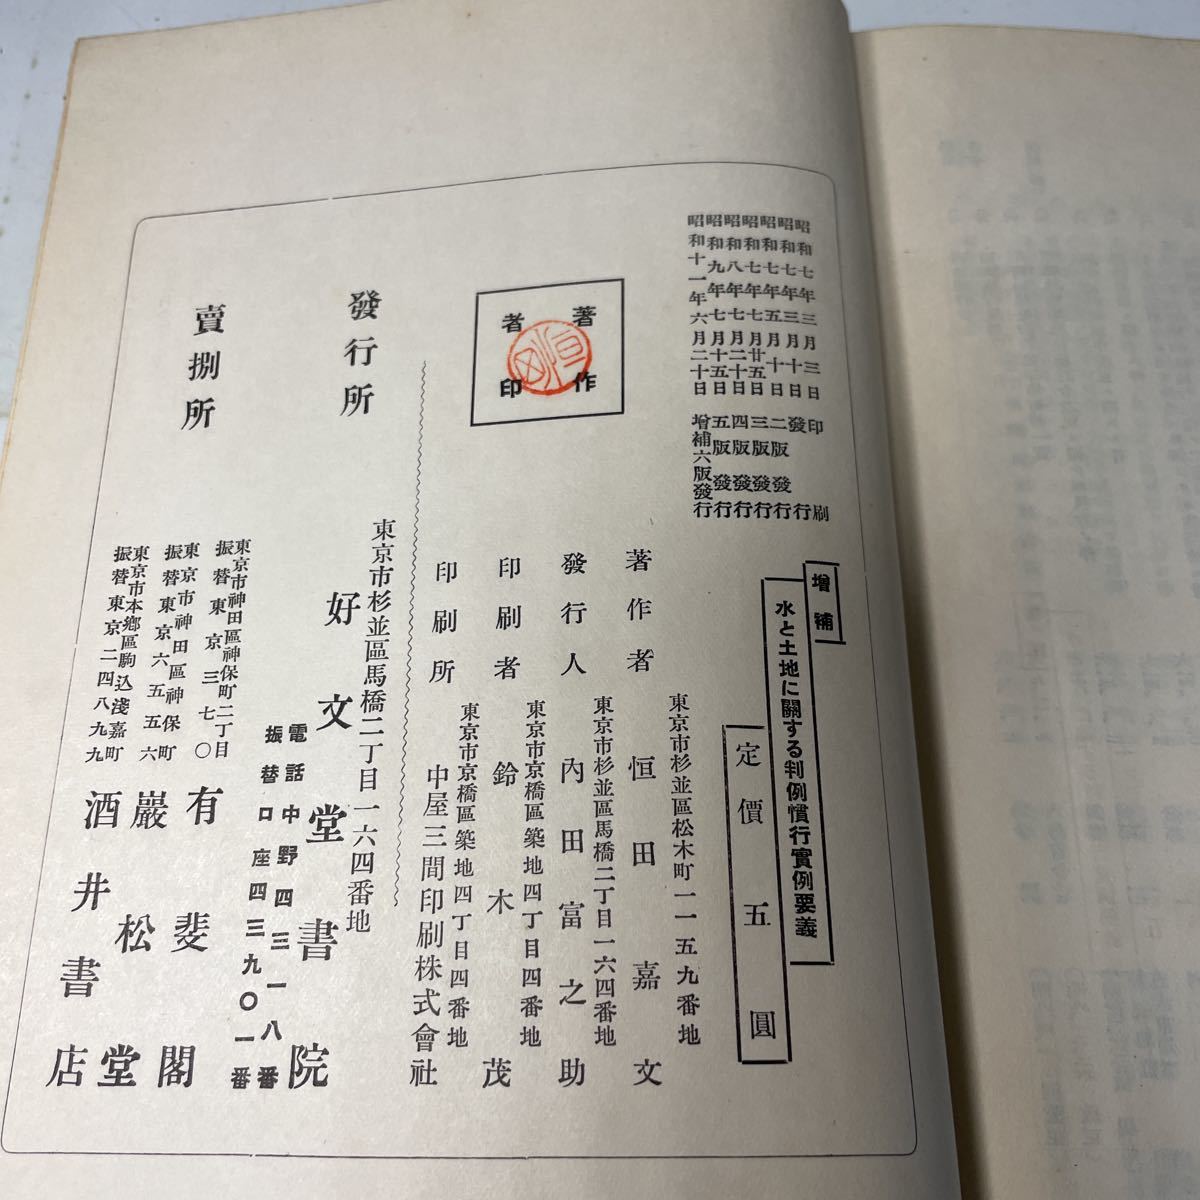 增補
水と土地に關する判例慣行實例要義
定價五圓
昭和七年三月三日印刷
昭和七年三月十日發行
昭和七年五月十日二版發行
昭和七年七月廿五日三版發行
昭和八年七月二十日四版發行
昭和九年七月十五日五版發行
昭和十一年六月二十日增補六版發行
著作者印
東京市杉並區松木町一一五九番地
著作者 恒田嘉文
東京市杉並區馬橋二丁目一六四番地
發行人 內田富之助
東京市京橋區築地四丁目四番地
印刷者 鈴木茂
東京市京橋區築地四丁目四番地
印刷所 中屋三間印刷株式會社
發行所
東京市杉並區馬橋二丁目一六四番地
好文堂書院
電話中野四三一八番
振替口座四三九〇一番
賣捌所
東京市神田區神保町二丁目
振替東京三七〇
有斐閣
東京市神田區神保町
振替東京六五五六
巖松堂
東京市本鄕區駒込淺嘉町
振替東京二四八九九
酒井書店